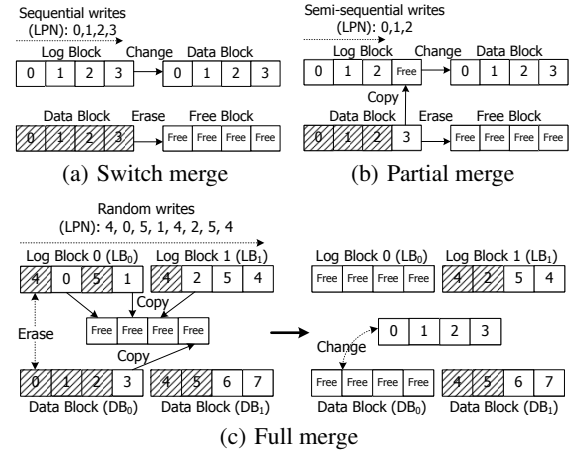 Sequential writes
(LPN): 0,1,2,3
Log Block Change Data Block
0 1 2 3 0 1 2 3
Data Block Erase Free Block
0 1 2 3 Free Free Free Free
(a) Switch merge
Semi-sequential writes
(LPN): 0,1,2
Log Block Change Data Block
0 1 2 Free 0 1 2 3
Copy
Data Block Erase Free Block
0 1 2 3 Free Free Free Free
(b) Partial merge
Random writes
(LPN): 4, 0, 5, 1, 4, 2, 5, 4
Log Block 0 (LB0) Log Block 1 (LB1)
4 0 5 1 4 2 5 4
Copy
Free Free Free Free
Erase
Copy
0 1 2 3 4 5 6 7
Data Block (DB0) Data Block (DB1)
Log Block 0 (LB0) Log Block 1 (LB1)
Free Free Free Free 4 2 5 4
0 1 2 3
Change
Free Free Free Free 4 5 6 7
Data Block (DB0) Data Block (DB1)
(c) Full merge